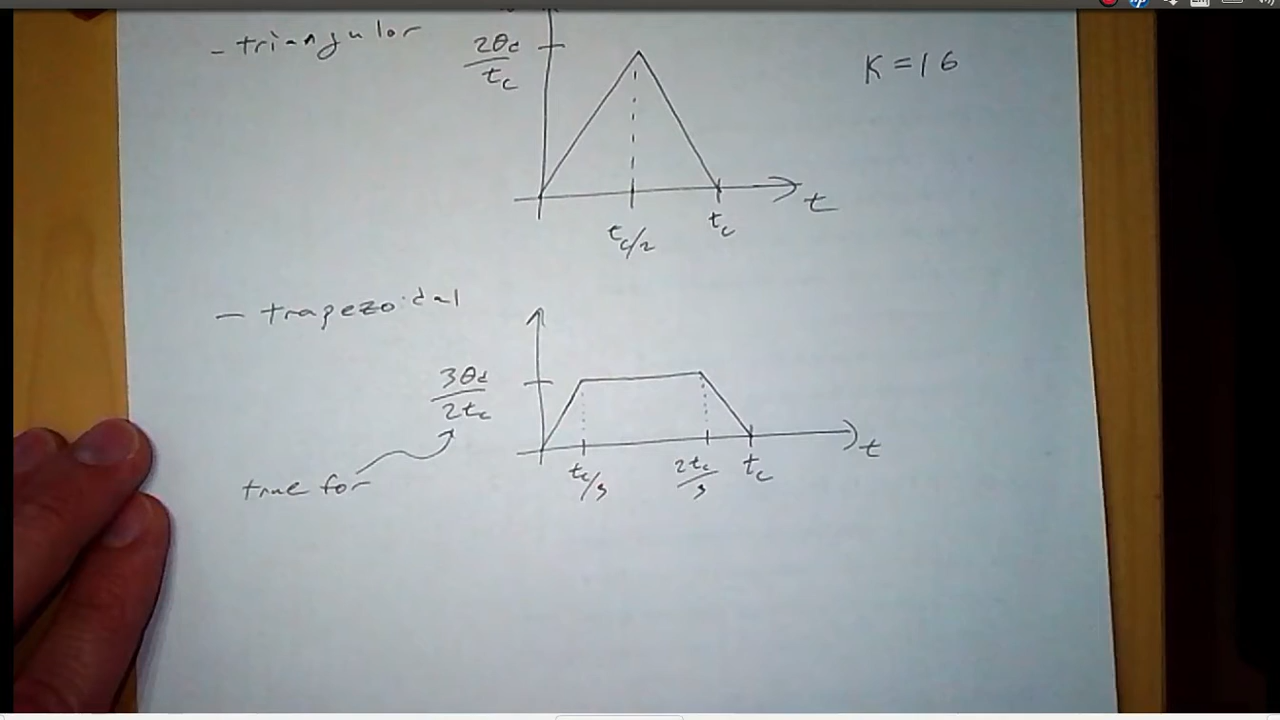 - triangular
2θc
tc
K = 16
t
tc/2
tc
- trapezoidal
3θc
2tc
t
tc/3
2tc
3
tc
true for